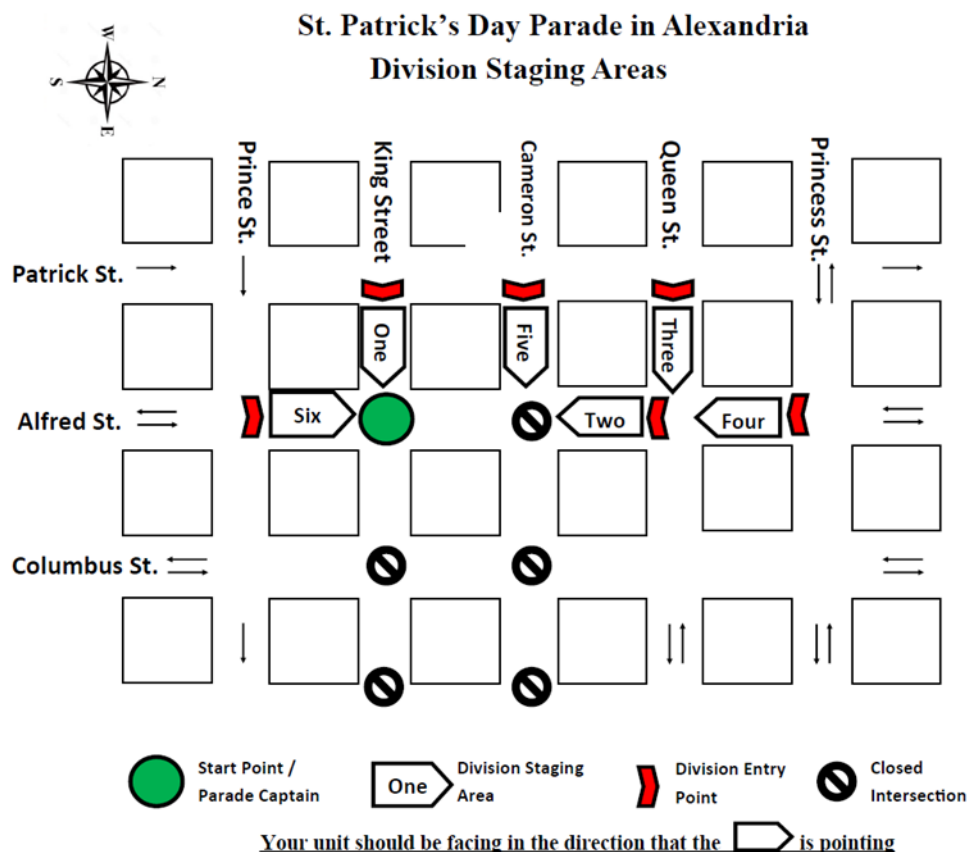 St. Patrick’s Day Parade in Alexandria
Division Staging Areas
W
S
N
E
Prince St.
King Street
Cameron St.
Queen St.
Princess St.
Patrick St.
One
Five
Three
Alfred St.
Six
Two
Four
Columbus St.
Start Point /
Parade Captain
One
Division Staging
Area
Division Entry
Point
Closed
Intersection
Your unit should be facing in the direction that the is pointing